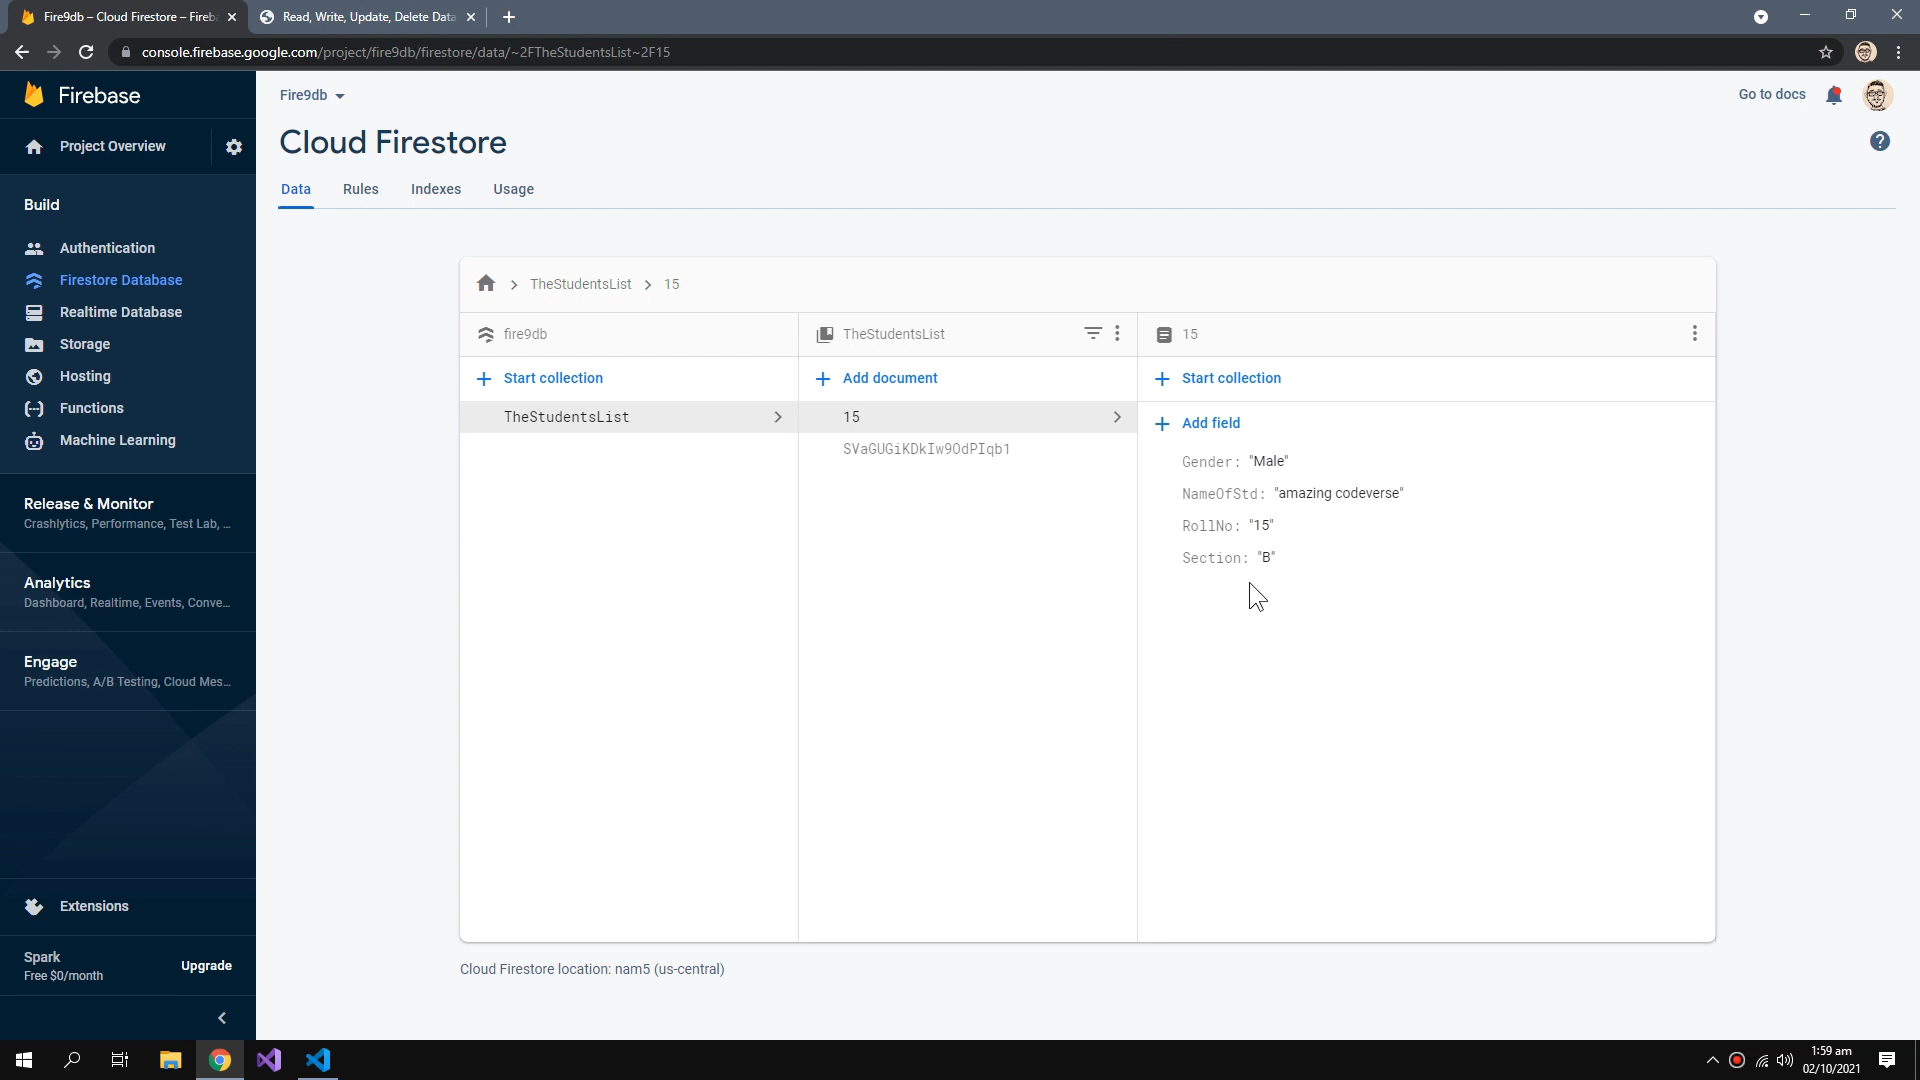 Fire9db – Cloud Firestore – Fireb
Read, Write, Update, Delete Data
console.firebase.google.com/project/fire9db/firestore/data/~2FTheStudentsList~2F15
Firebase
Project Overview
Build
Authentication
Firestore Database
Realtime Database
Storage
Hosting
Functions
Machine Learning
Release & Monitor
Crashlytics, Performance, Test Lab, ...
Analytics
Dashboard, Realtime, Events, Conve...
Engage
Predictions, A/B Testing, Cloud Mes...
Extensions
Spark
Free $0/month
Upgrade
Fire9db
Go to docs
Cloud Firestore
Data Rules Indexes Usage
TheStudentsList 15
fire9db
Start collection
TheStudentsList
TheStudentsList
Add document
15
SVaGUGiKDkIw9OdPIqb1
15
Start collection
Add field
Gender: "Male"
NameOfStd: "amazing codeverse"
RollNo: "15"
Section: "B"
Cloud Firestore location: nam5 (us-central)
1:59 am
02/10/2021